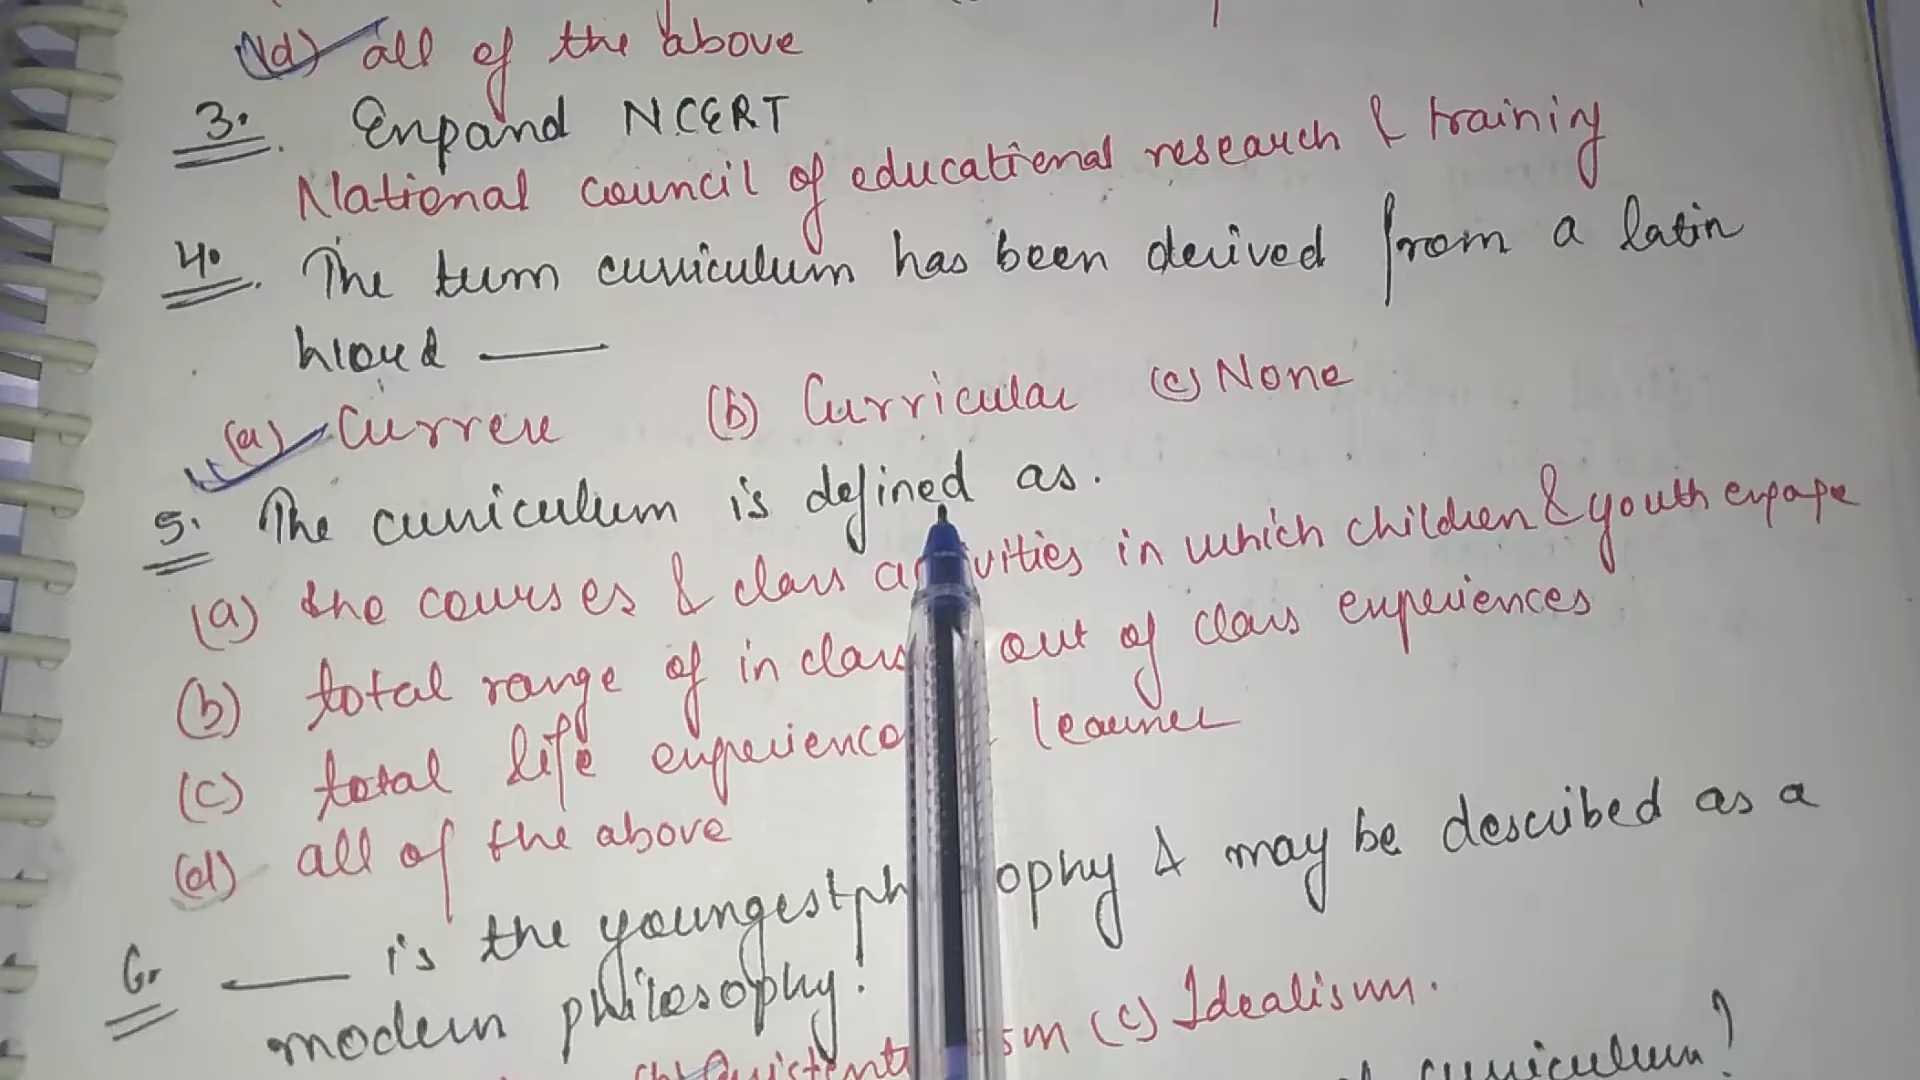 (d) all of the above
3. Expand NCERT
National council of educational research & training
4. The term curriculum has been derived from a latin
word ___
(a) Currere (b) Curricular (c) None
5. The curriculum is defined as.
(a) the courses & class activities in which children & youth engage
(b) total range of in class out of class experiences
(c) total life experience learner
(d) all of the above
6. ___ is the youngest philosophy & may be described as a
modern philosophy.
(c) Idealism.
curriculum?